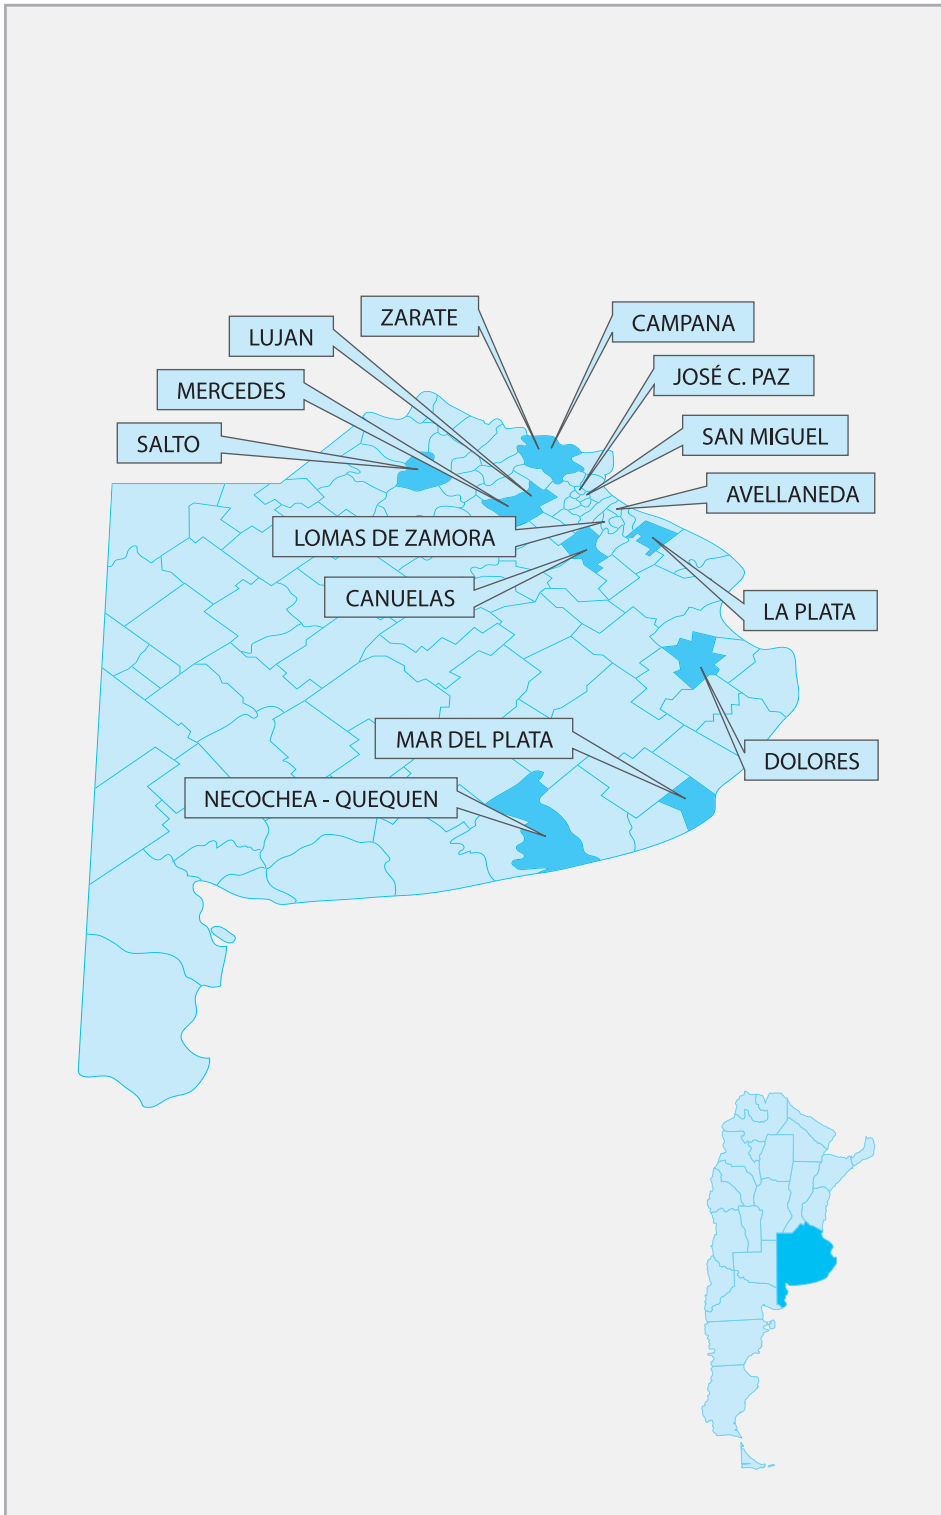 ZARATE
CAMPANA
LUJAN
JOSÉ C. PAZ
MERCEDES
SAN MIGUEL
SALTO
AVELLANEDA
LOMAS DE ZAMORA
CANUELAS
LA PLATA
MAR DEL PLATA
DOLORES
NECOCHEA - QUEQUEN